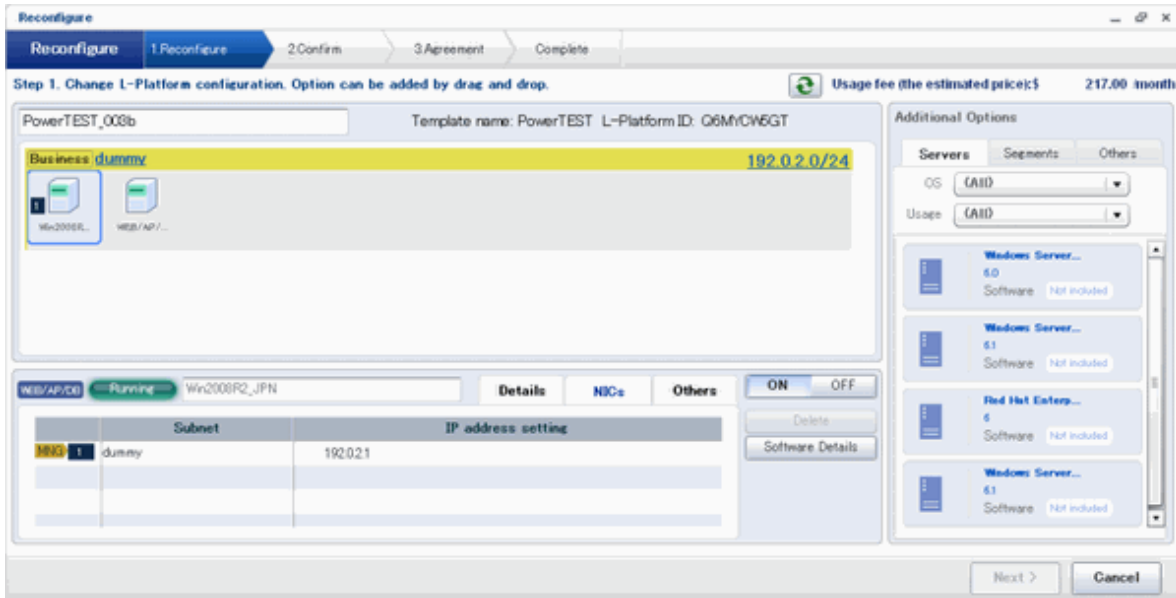 Reconfigure
Reconfigure 1.Reconfigure 2.Confirm 3.Agreement Complete
Step 1. Change L-Platform configuration. Option can be added by drag and drop. Usage fee (the estimated price):$ 217.00 /month
PowerTEST_003b Template name: PowerTEST L-Platform ID: Q6MYCW5GT
Additional Options
Servers Segments Others
Business dummy 192.0.2.0/24
OS (All)
Usage (All)
1
Win2008R... WEB/AP/...
Windows Server...
6.0
Software Not included
Windows Server...
6.1
Software Not included
Red Hat Enterp...
6
Software Not included
Windows Server...
6.1
Software Not included
WEB/AP/DB Running Win2008R2_JPN Details NICs Others ON OFF
Delete
Software Details
Subnet IP address setting
MNG 1 dummy 192.0.2.1
Next > Cancel